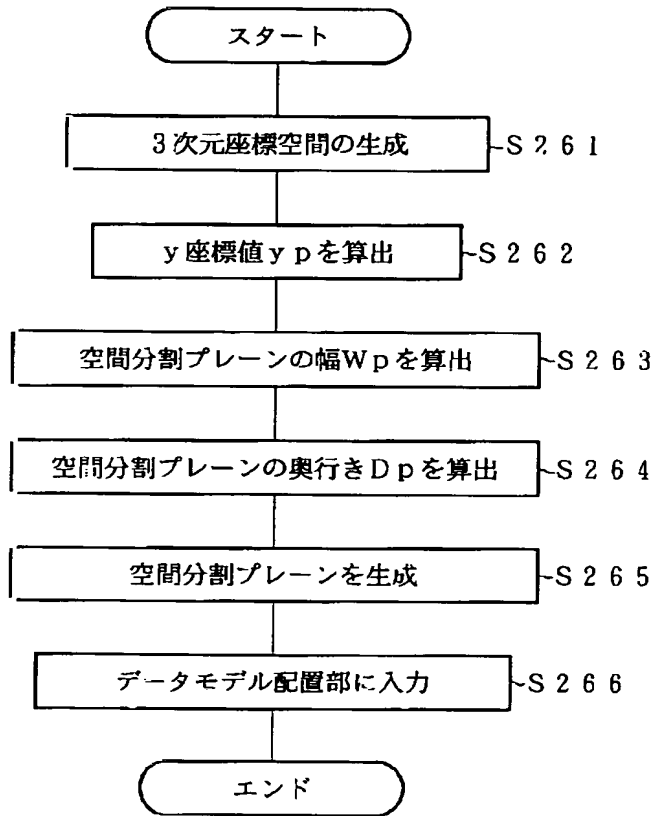 スタート
3次元座標空間の生成 S261
y座標値ypを算出 S262
空間分割プレーンの幅Wpを算出 S263
空間分割プレーンの奥行きDpを算出 S264
空間分割プレーンを生成 S265
データモデル配置部に入力 S266
エンド